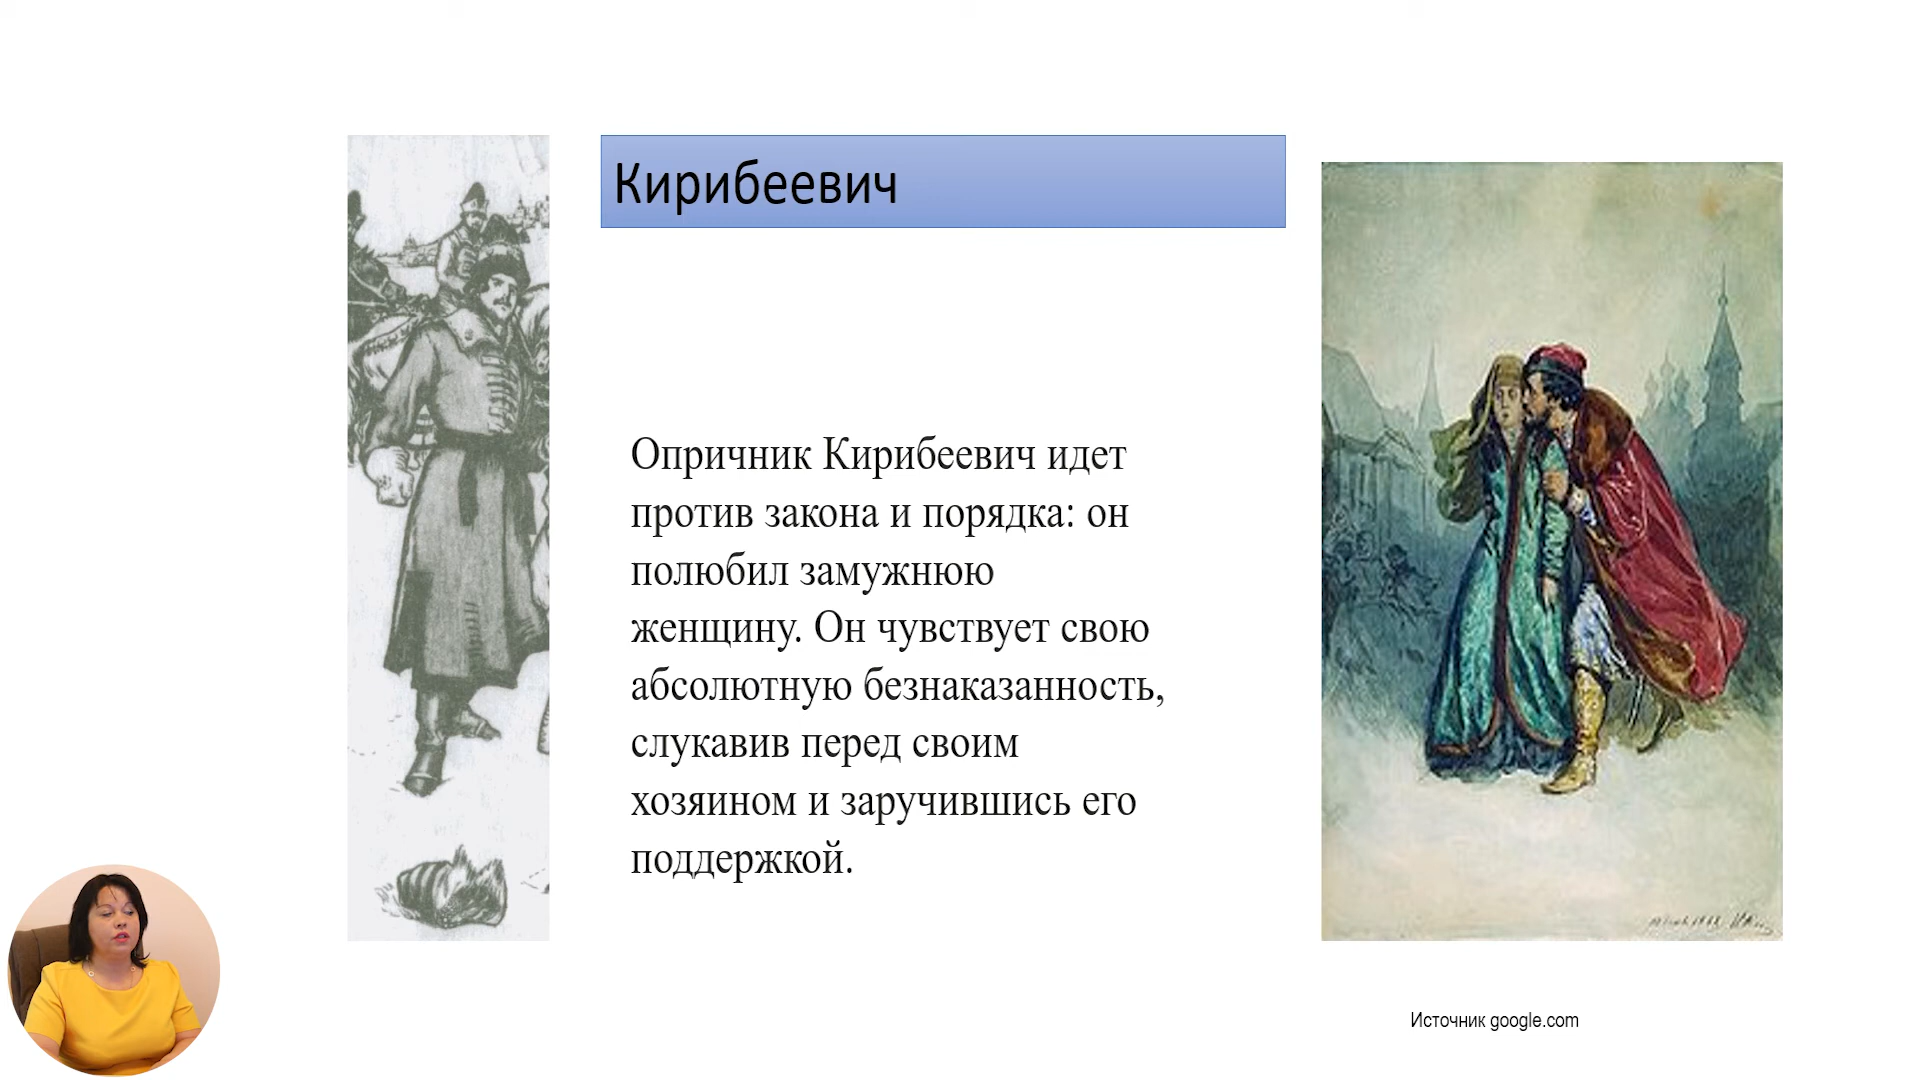 Кирибеевич
Опричник Кирибеевич идет
против закона и порядка: он
полюбил замужнюю
женщину. Он чувствует свою
абсолютную безнаказанность,
слукавив перед своим
хозяином и заручившись его
поддержкой.
Источник google.com